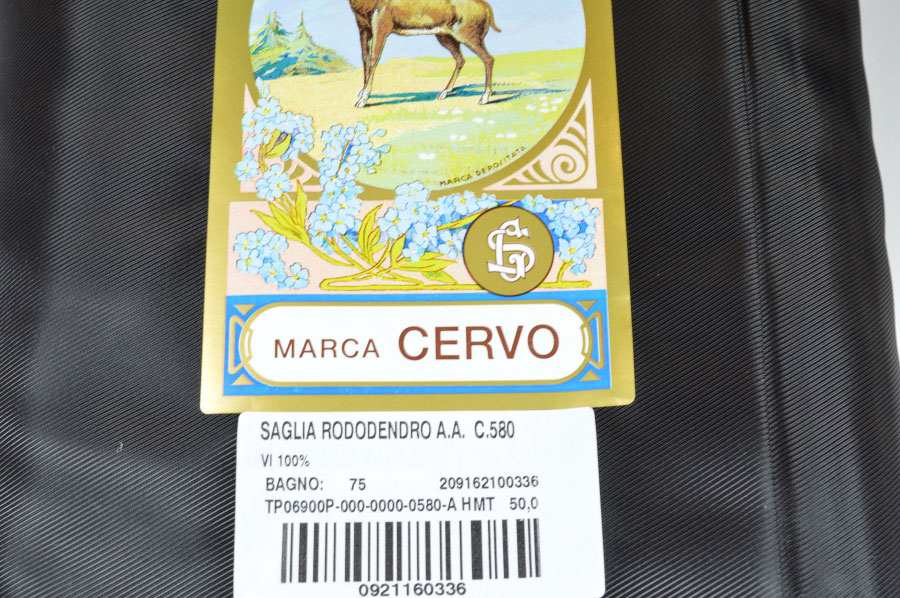 MARCA DEPOSITATA
MARCA CERVO
SAGLIA RODODENDRO A.A. C.580
VI 100%
BAGNO: 75 209162100336
TP06900P-000-0000-0580-A HMT 50,0
0921160336